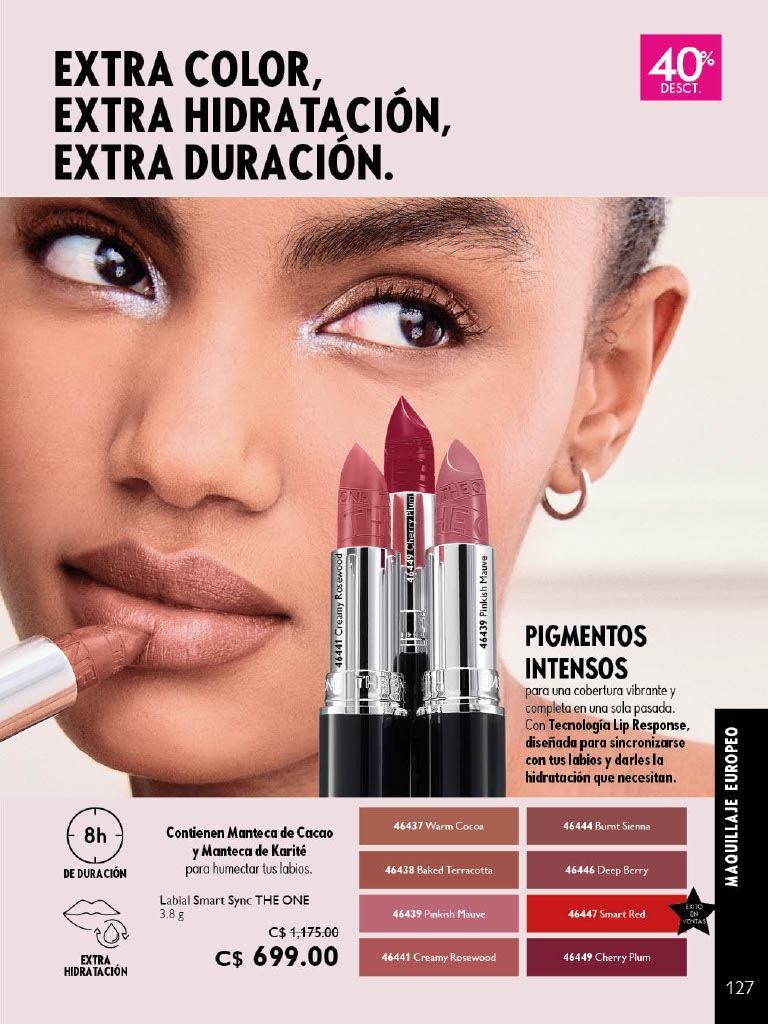 EXTRA COLOR,
EXTRA HIDRATACIÓN,
EXTRA DURACIÓN.
40%
DESCT.
46441 Creamy Rosewood
46449 Cherry Plum
46439 Pinkish Mauve
THE ONE
PIGMENTOS
INTENSOS
para una cobertura vibrante y
completa en una sola pasada.
Con Tecnología Lip Response,
diseñada para sincronizarse
con tus labios y darles la
hidratación que necesitan.
MAQUILLAJE EUROPEO
8h
DE DURACIÓN
EXTRA
HIDRATACIÓN
Contienen Manteca de Cacao
y Manteca de Karité
para humectar tus labios.
Labial Smart Sync THE ONE
3.8 g
C$ 1,175.00
C$ 699.00
46437 Warm Cocoa
46438 Baked Terracotta
46439 Pinkish Mauve
46441 Creamy Rosewood
46444 Burnt Sienna
46446 Deep Berry
46447 Smart Red
46449 Cherry Plum
EXITO
EN
VENTAS
127